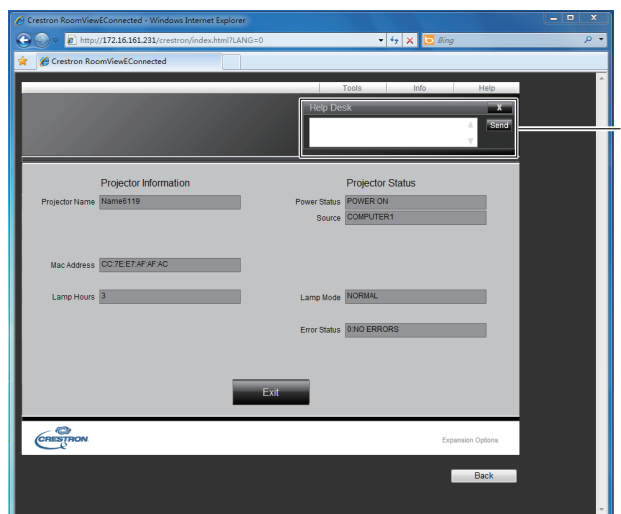 Crestron RoomViewEConnected - Windows Internet Explorer
http://172.16.161.231/crestron/index.html?LANG=0
Bing
Crestron RoomViewEConnected
Tools Info Help
Help Desk X
Send
Projector Information Projector Status
Projector Name Name6119 Power Status POWER ON
Source COMPUTER1
Mac Address CC:7E:E7:AF:AF:AC
Lamp Hours 3 Lamp Mode NORMAL
Error Status 0:NO ERRORS
Exit
CRESTRON Expansion Options
Back